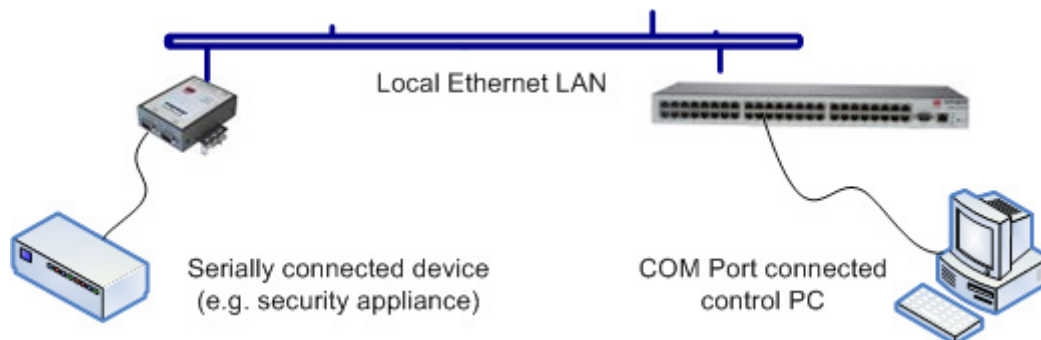 Local Ethernet LAN
Serially connected device
(e.g. security appliance)
COM Port connected
control PC